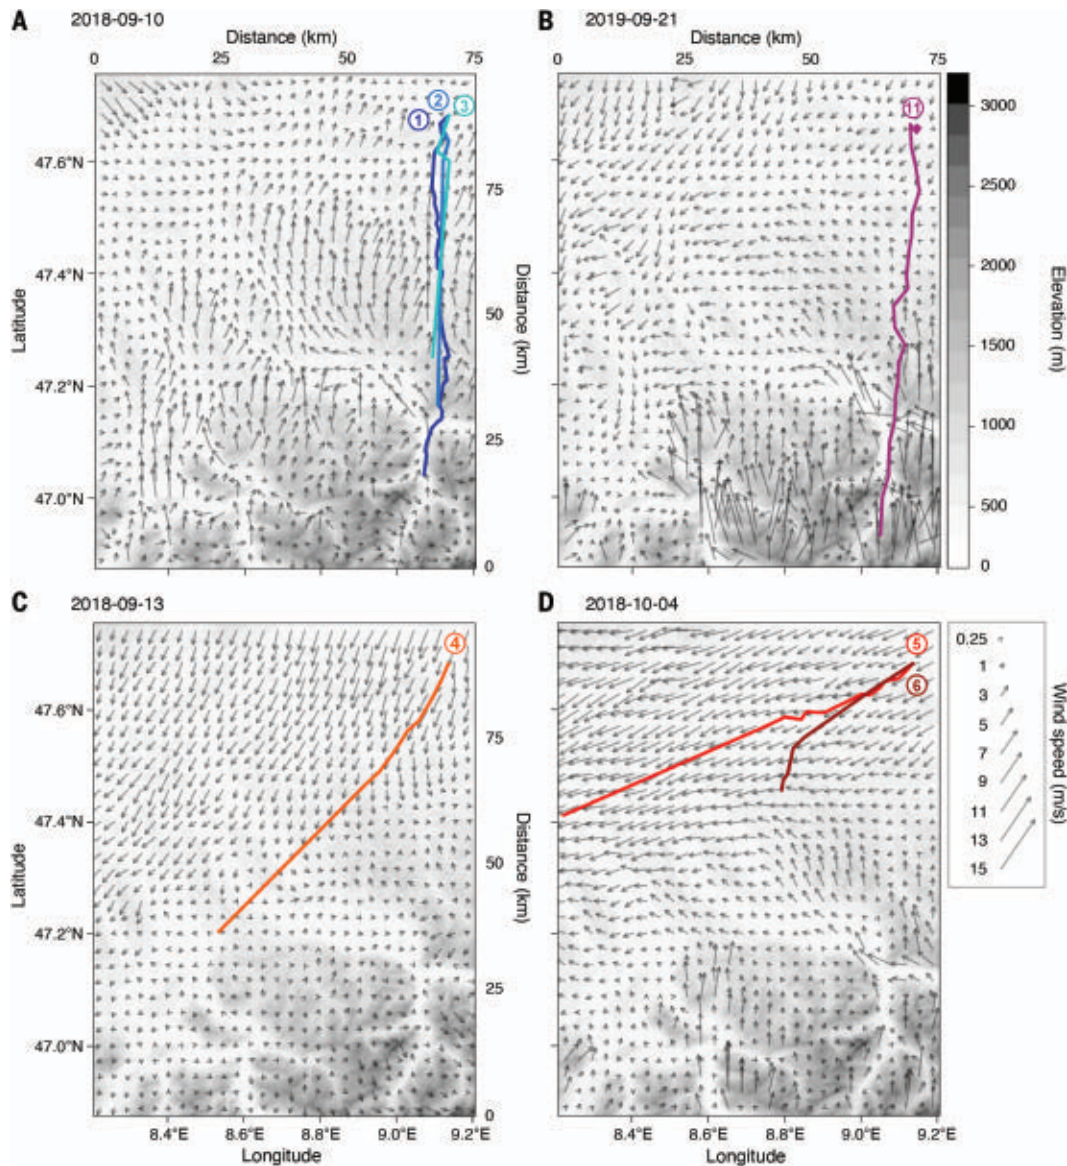 A 2018-09-10
Distance (km)
0 25 50 75
B 2019-09-21
Distance (km)
0 25 50 75
1 2 3
11
47.6°N
47.4°N
47.2°N
47.0°N
Latitude
75
50
25
0
Distance (km)
3000
2500
2000
1500
1000
500
0
Elevation (m)
C 2018-09-13
4
47.6°N
47.4°N
47.2°N
47.0°N
Latitude
75
50
25
0
Distance (km)
8.4°E 8.6°E 8.8°E 9.0°E 9.2°E
Longitude
D 2018-10-04
5
6
8.4°E 8.6°E 8.8°E 9.0°E 9.2°E
Longitude
0.25
1
3
5
7
9
11
13
15
Wind speed (m/s)